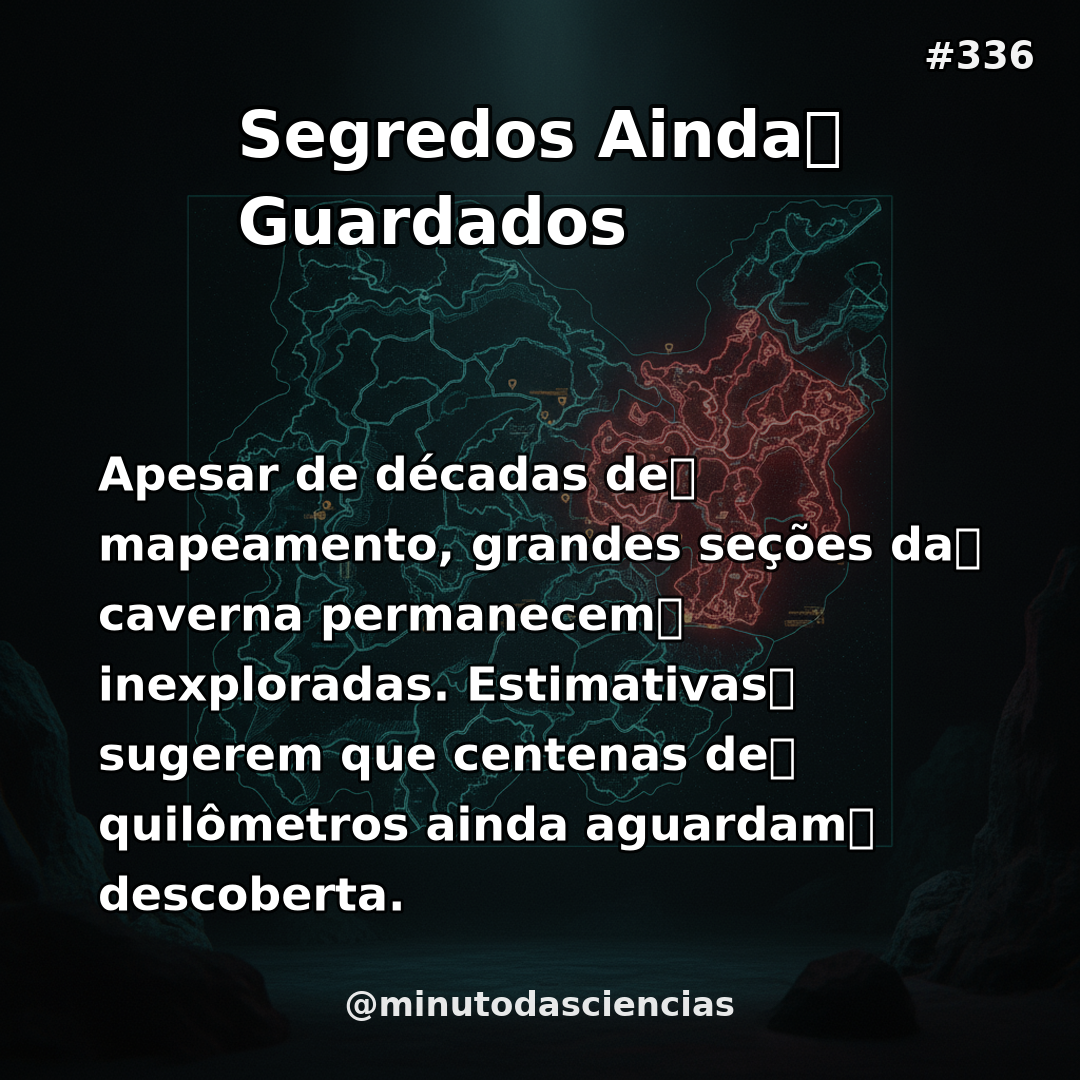 #336
Segredos Ainda
Guardados
Apesar de décadas de
mapeamento, grandes seções da
caverna permanecem
inexploradas. Estimativas
sugerem que centenas de
quilômetros ainda aguardam
descoberta.
@minutodasciencias